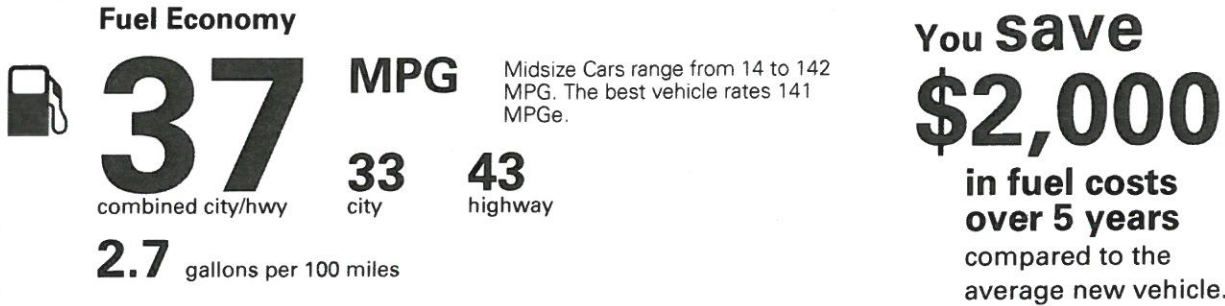 Fuel Economy
37
MPG
Midsize Cars range from 14 to 142
MPG. The best vehicle rates 141
MPGe.
33
city
43
highway
combined city/hwy
2.7 gallons per 100 miles
You save
$2,000
in fuel costs
over 5 years
compared to the
average new vehicle.